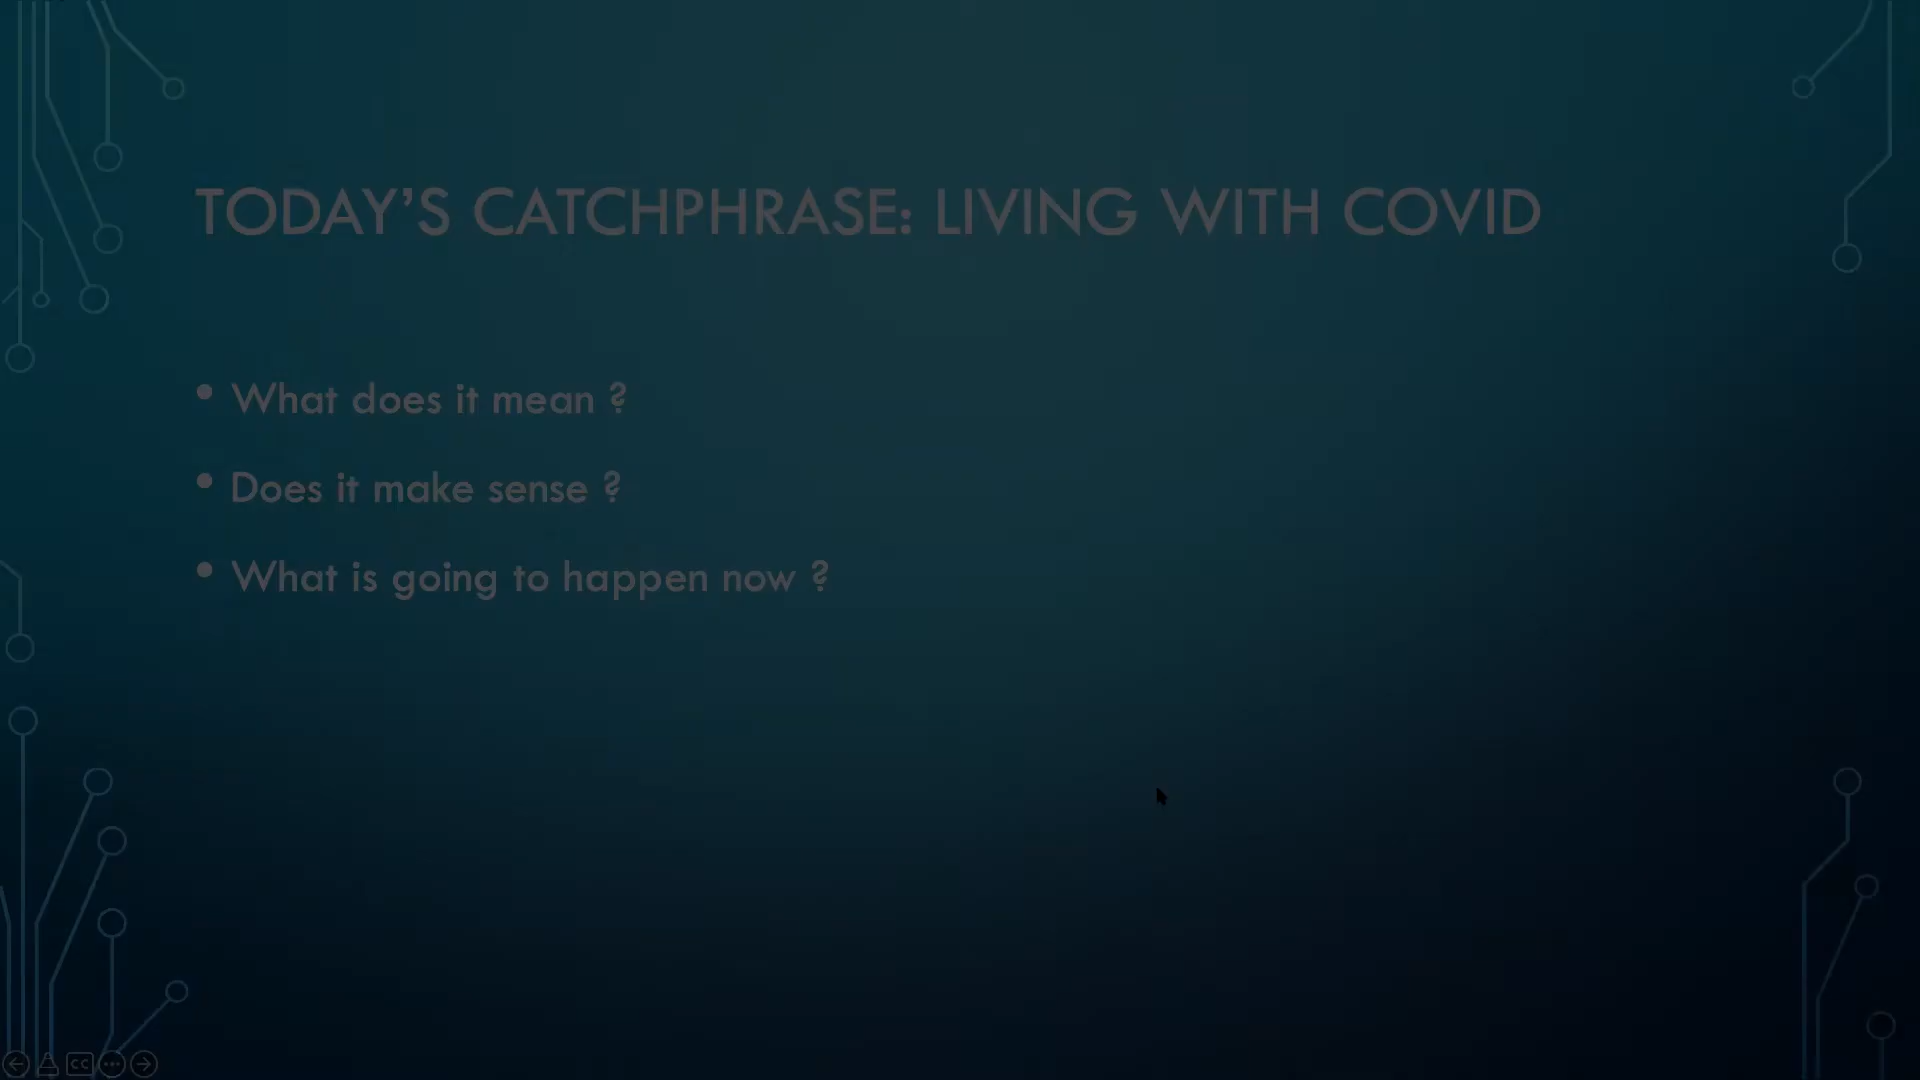 TODAY’S CATCHPHRASE: LIVING WITH COVID
• What does it mean ?
• Does it make sense ?
• What is going to happen now ?
CC